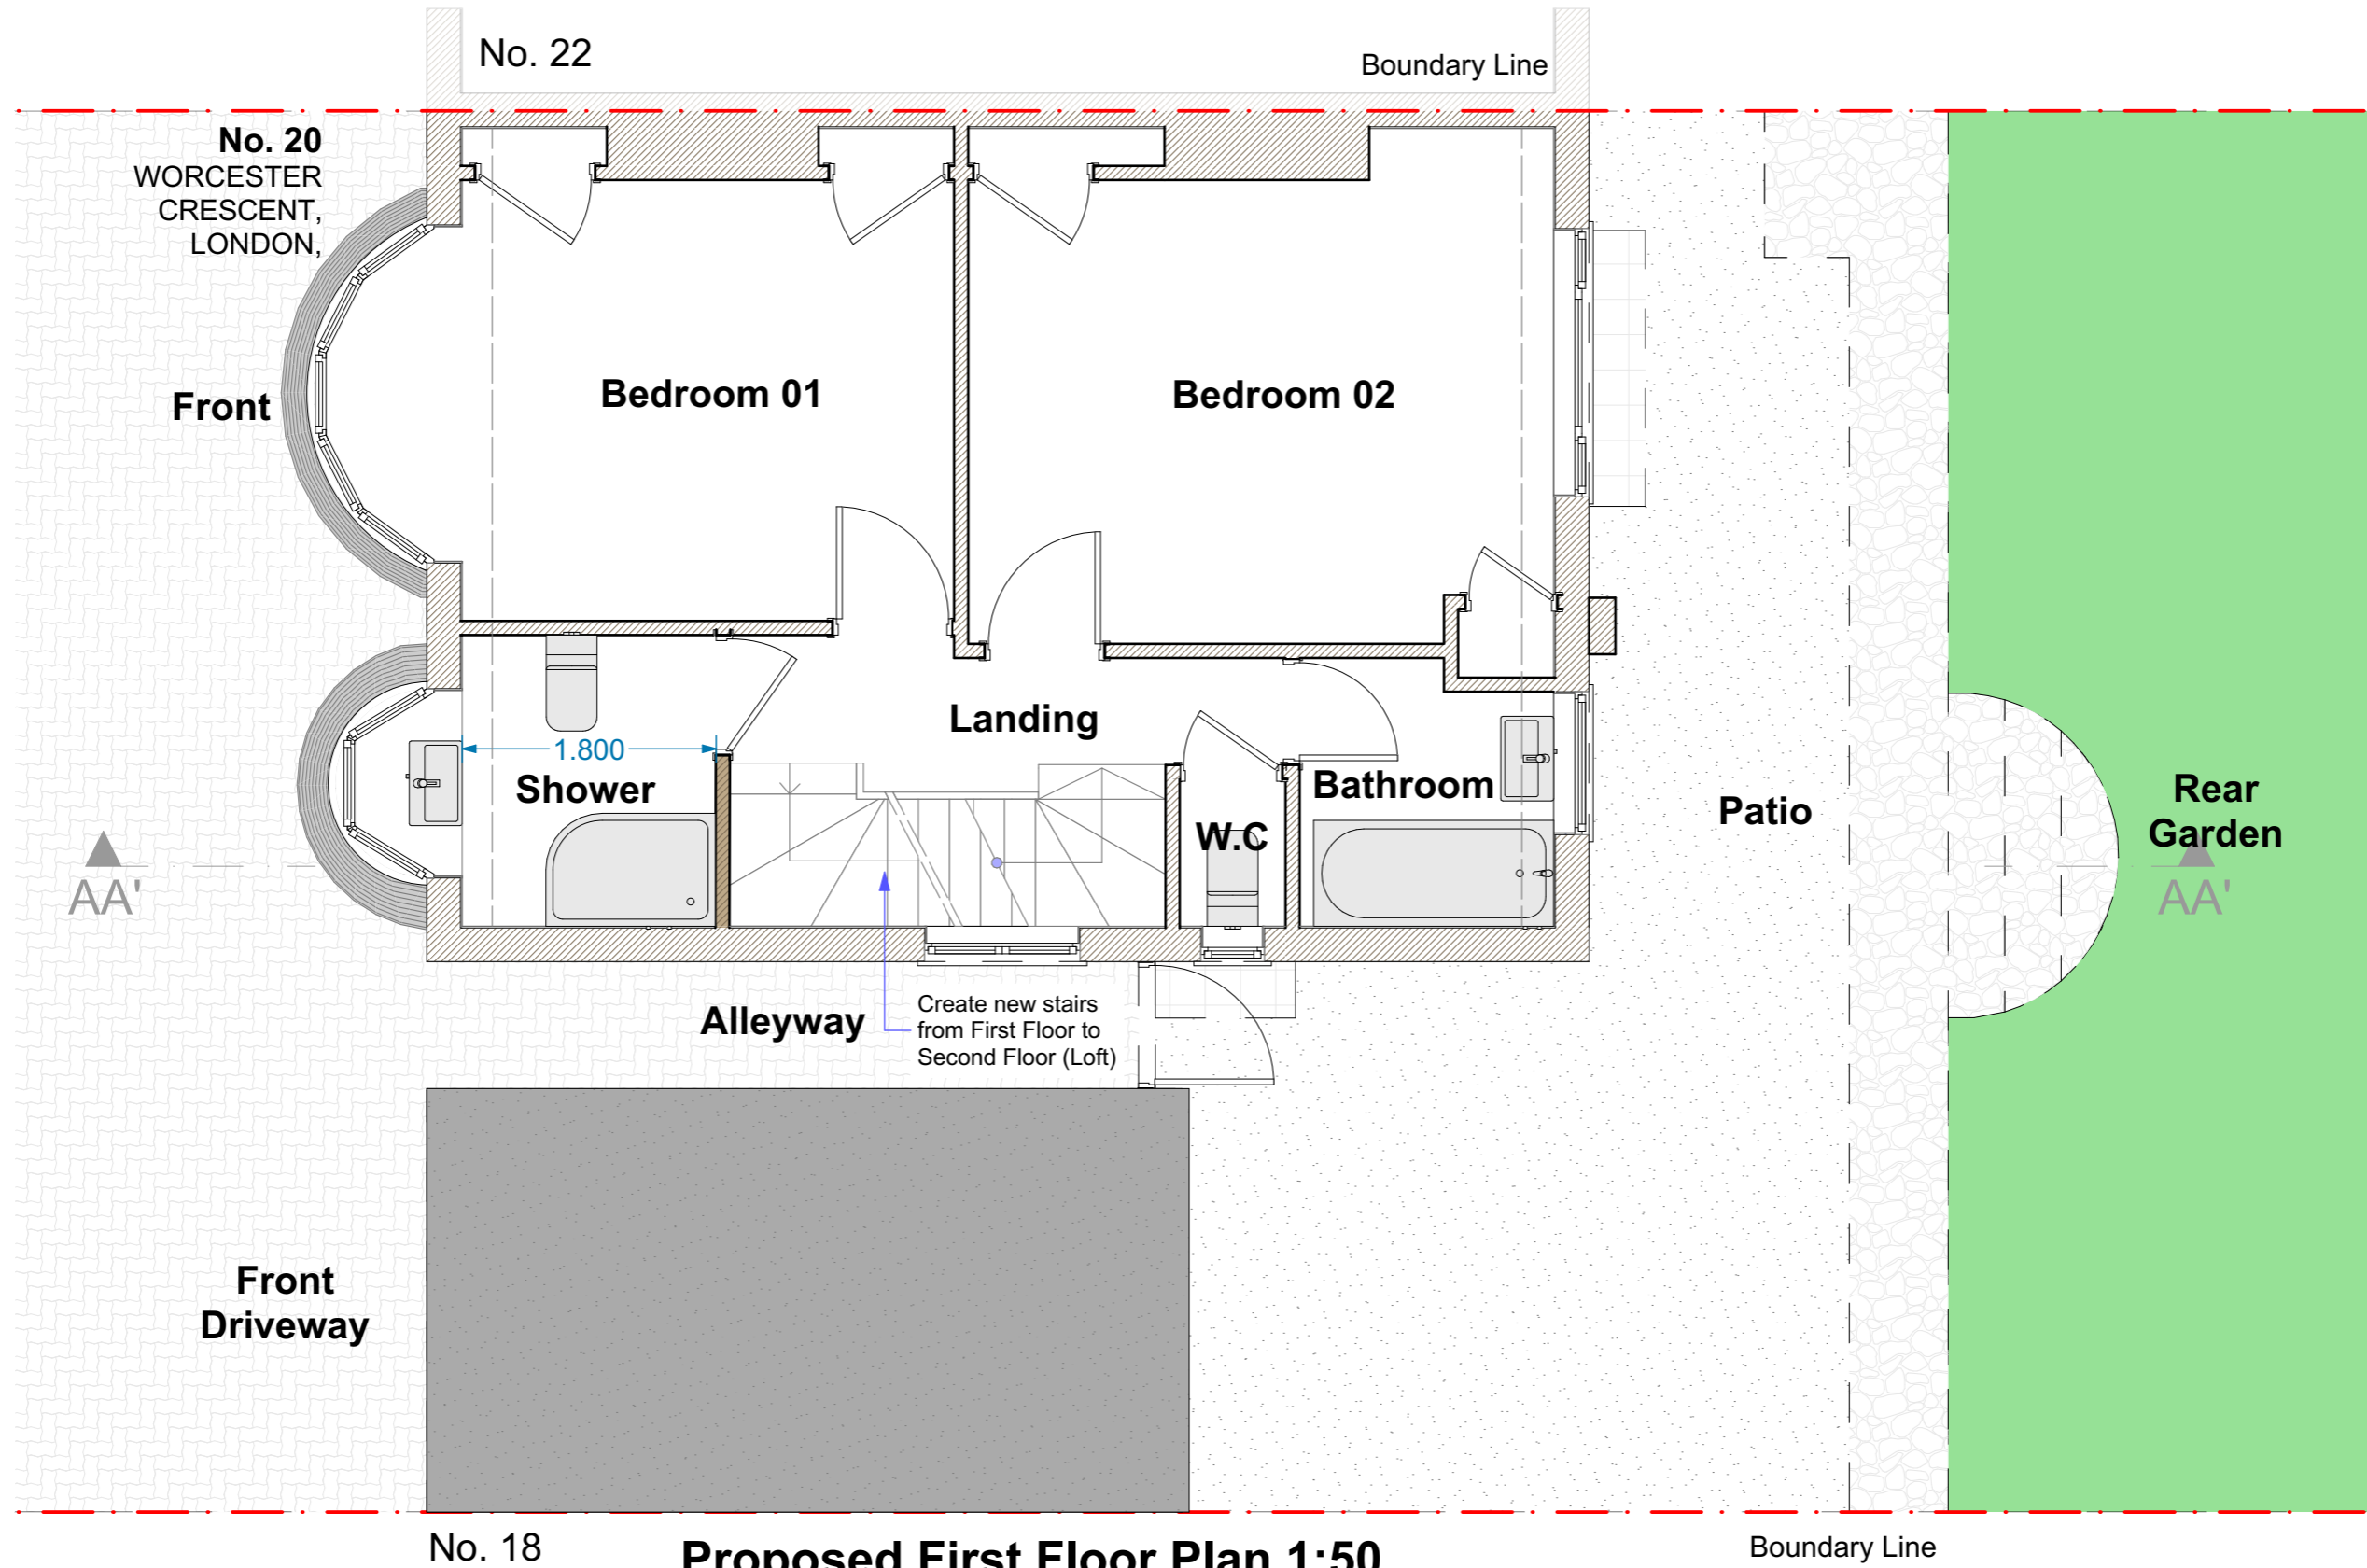 No. 22
Boundary Line
No. 20
WORCESTER
CRESCENT,
LONDON,
Front
Bedroom 01
Bedroom 02
Landing
1.800
Shower
Bathroom
W.C
Patio
Rear
Garden
AA'
AA'
Alleyway
Create new stairs
from First Floor to
Second Floor (Loft)
Front
Driveway
No. 18
Proposed First Floor Plan 1:50
Boundary Line